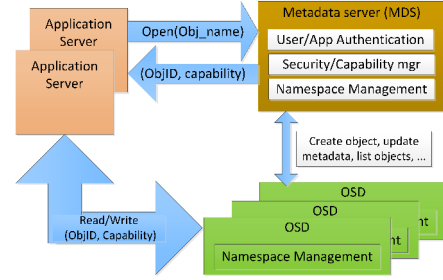 Application
Server
Application
Server
Open(Obj_name)
(ObjID, capability)
Metadata server (MDS)
User/App Authentication
Security/Capability mgr
Namespace Management
Create object, update
metadata, list objects, ...
Read/Write
(ObjID, Capability)
OSD
OSD
OSD
Namespace Management